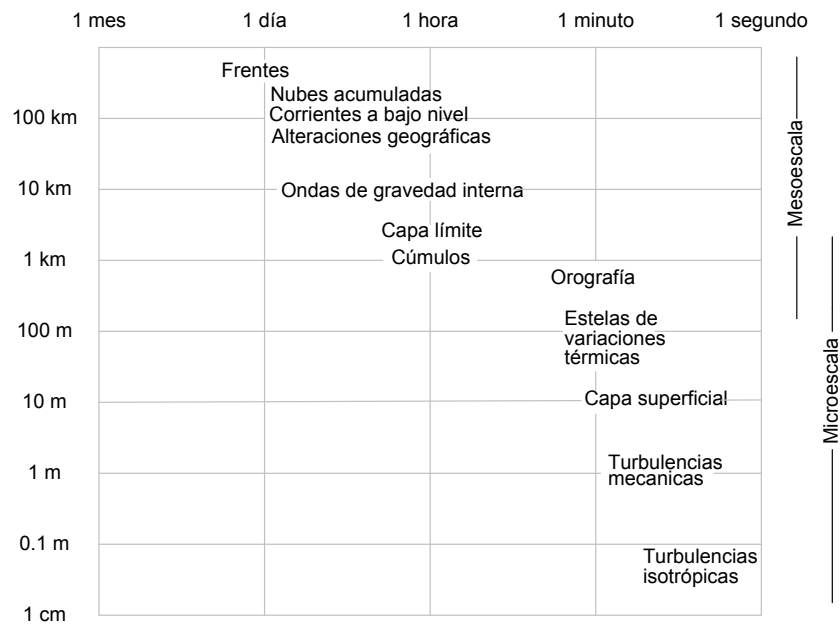 1 mes
1 día
1 hora
1 minuto
1 segundo
Frentes
Nubes acumuladas
100 km
Corrientes a bajo nivel
Alteraciones geográficas
10 km
Ondas de gravedad interna
Capa límite
1 km
Cúmulos
Orografía
Estelas de
100 m
variaciones
térmicas
10 m
Capa superficial
Turbulencias
1 m
mecanicas
0.1 m
Turbulencias
isotrópicas
1 cm
Mesoescala
Microescala